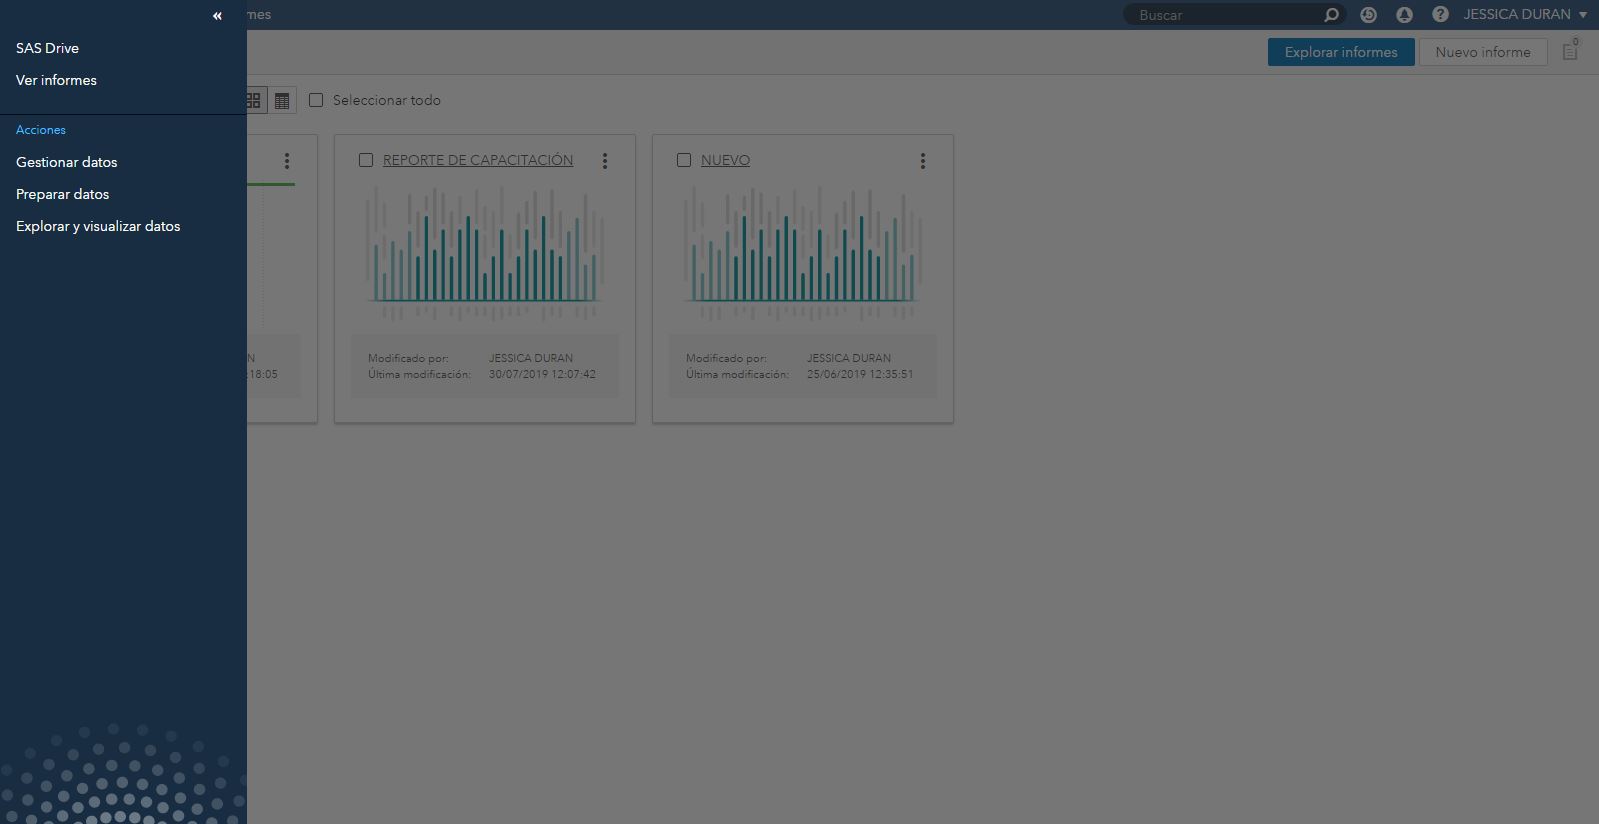 «
mes
Buscar
JESSICA DURAN
SAS Drive
Ver informes
Explorar informes
Nuevo informe
0
Seleccionar todo
Acciones
Gestionar datos
Preparar datos
Explorar y visualizar datos
REPORTE DE CAPACITACIÓN
NUEVO
N
:18:05
Modificado por: JESSICA DURAN
Última modificación: 30/07/2019 12:07:42
Modificado por: JESSICA DURAN
Última modificación: 25/06/2019 12:35:51